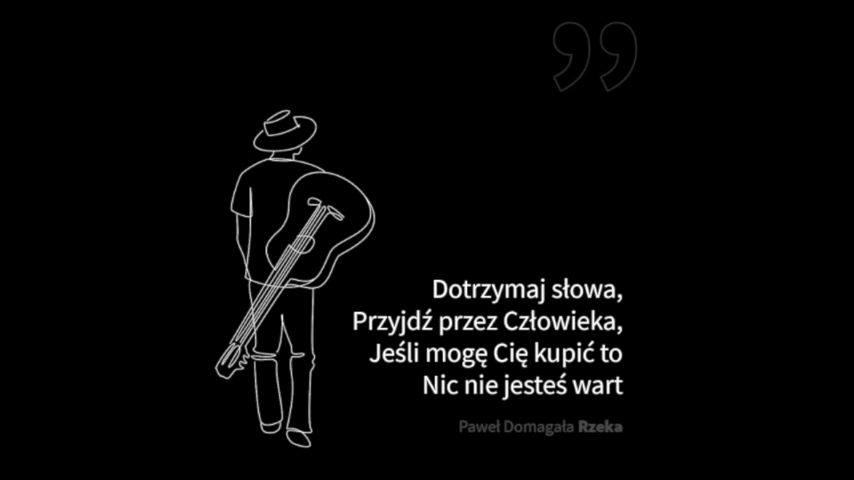 ”
Dotrzymaj słowa,
Przyjdź przez Człowieka,
Jeśli mogę Cię kupić to
Nic nie jesteś wart
Paweł Domagała Rzeka